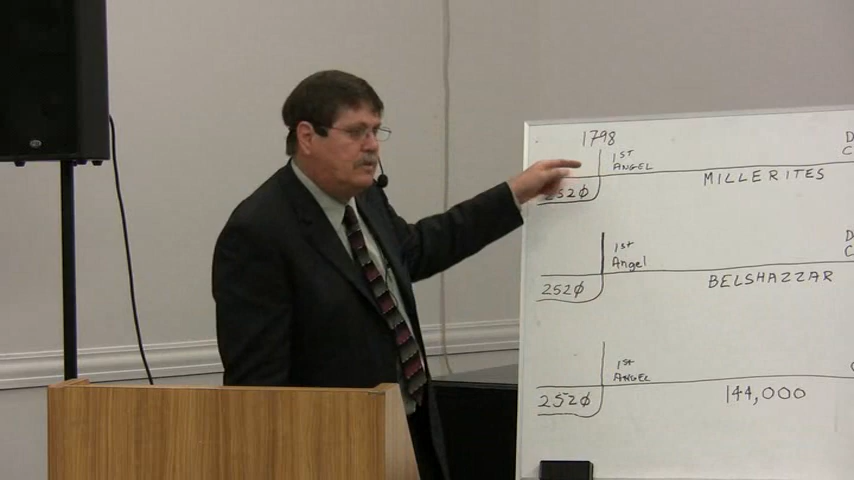 1798
1ST
ANGEL
D
C
MILLERITES
2520
1st
Angel
D
C
BELSHAZZAR
2520
1ST
ANGEL
144,000
2520